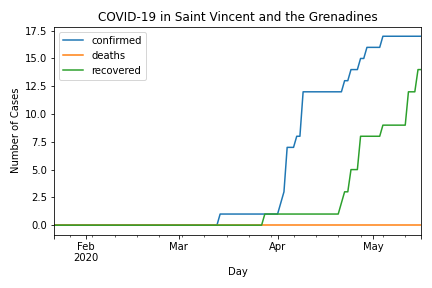 COVID-19 in Saint Vincent and the Grenadines
17.5
15.0
12.5
10.0
7.5
5.0
2.5
0.0
Number of Cases
confirmed
deaths
recovered
Feb
2020
Mar
Apr
May
Day